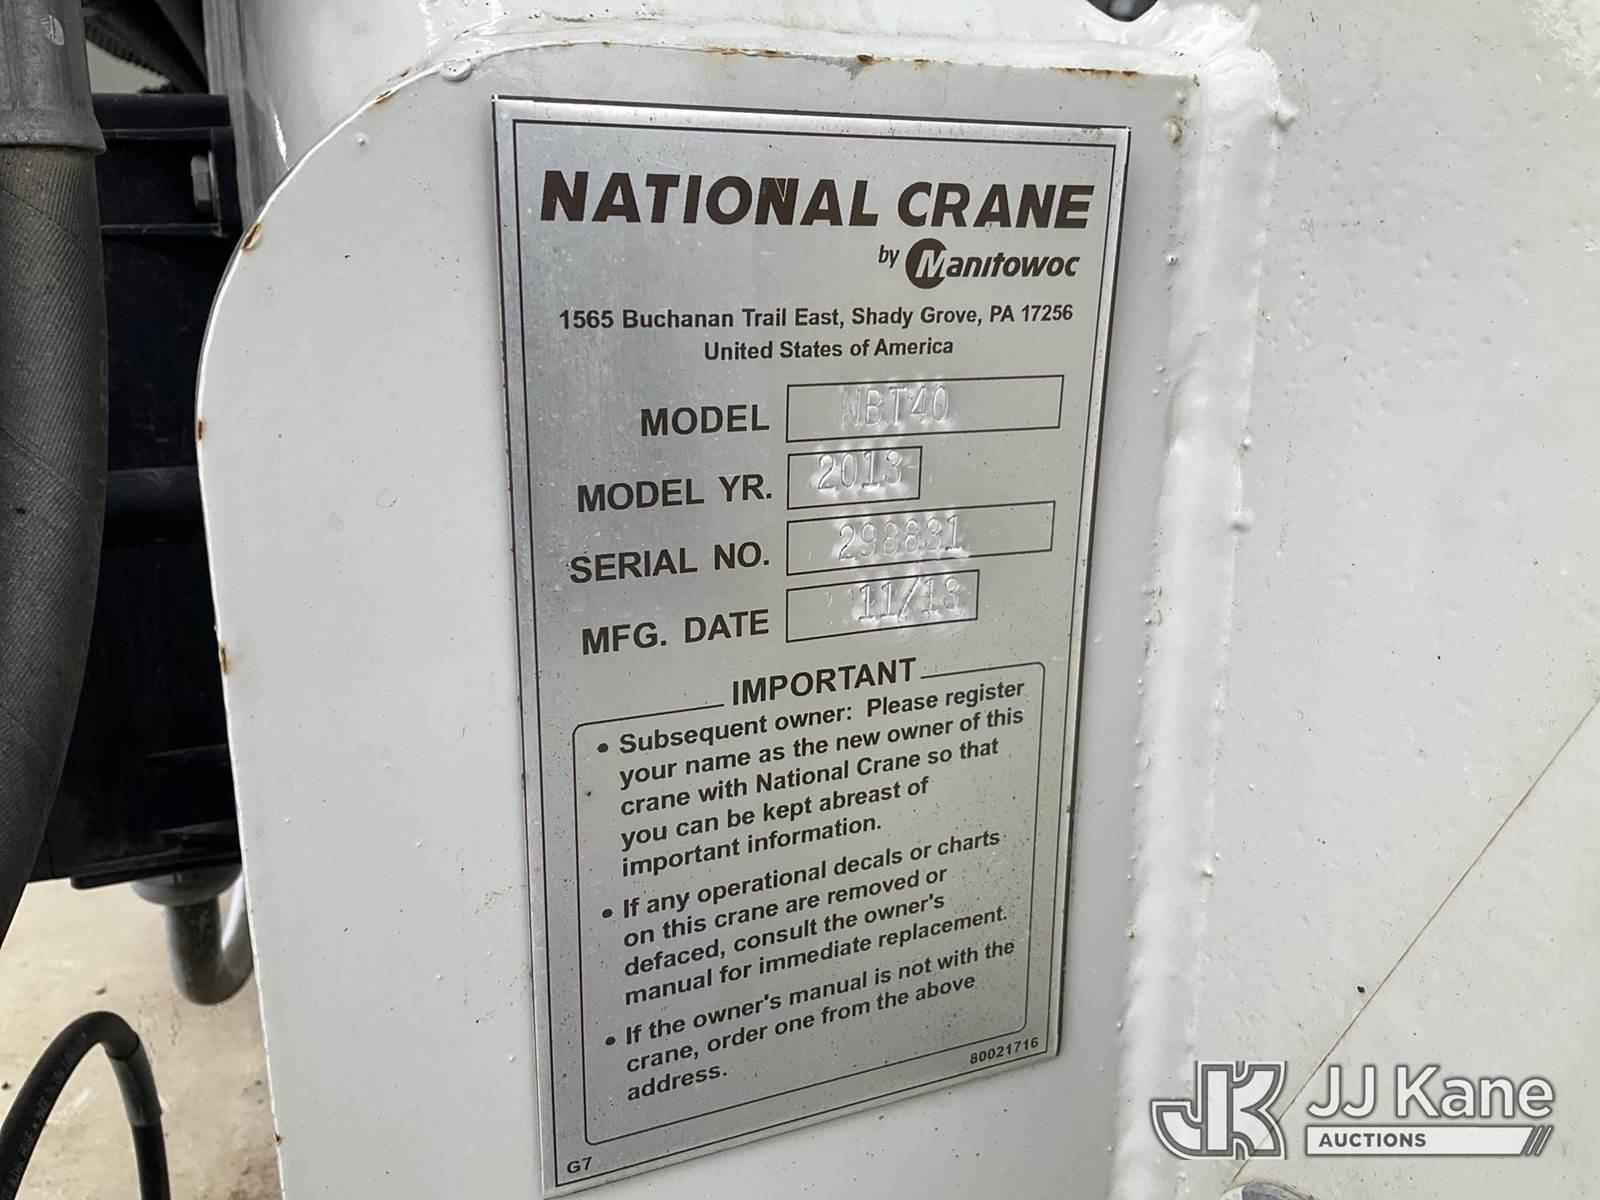 NATIONAL CRANE
by Manitowoc
1565 Buchanan Trail East, Shady Grove, PA 17256
United States of America
MODEL NBT40
MODEL YR. 2013
SERIAL NO. 298831
MFG. DATE 11/13
IMPORTANT
• Subsequent owner: Please register
your name as the new owner of this
crane with National Crane so that
you can be kept abreast of
important information.
• If any operational decals or charts
on this crane are removed or
defaced, consult the owner's
manual for immediate replacement.
• If the owner's manual is not with the
crane, order one from the above
address.
80021716
G7
JK JJ Kane
AUCTIONS